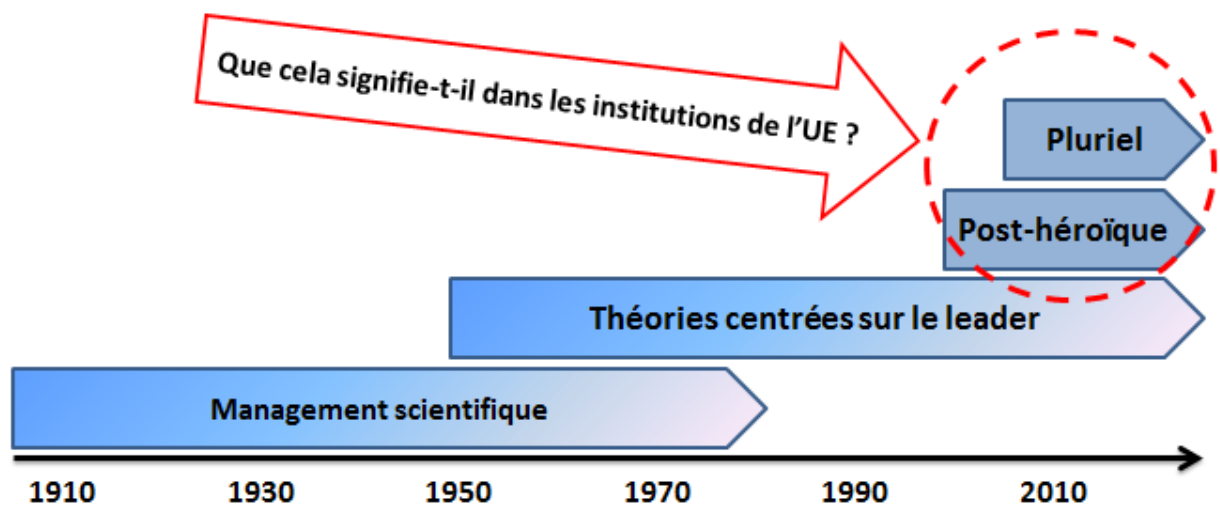 Que cela signifie-t-il dans les institutions de l'UE ?
Pluriel
Post-héroïque
Théories centrées sur le leader
Management scientifique
1910 1930 1950 1970 1990 2010